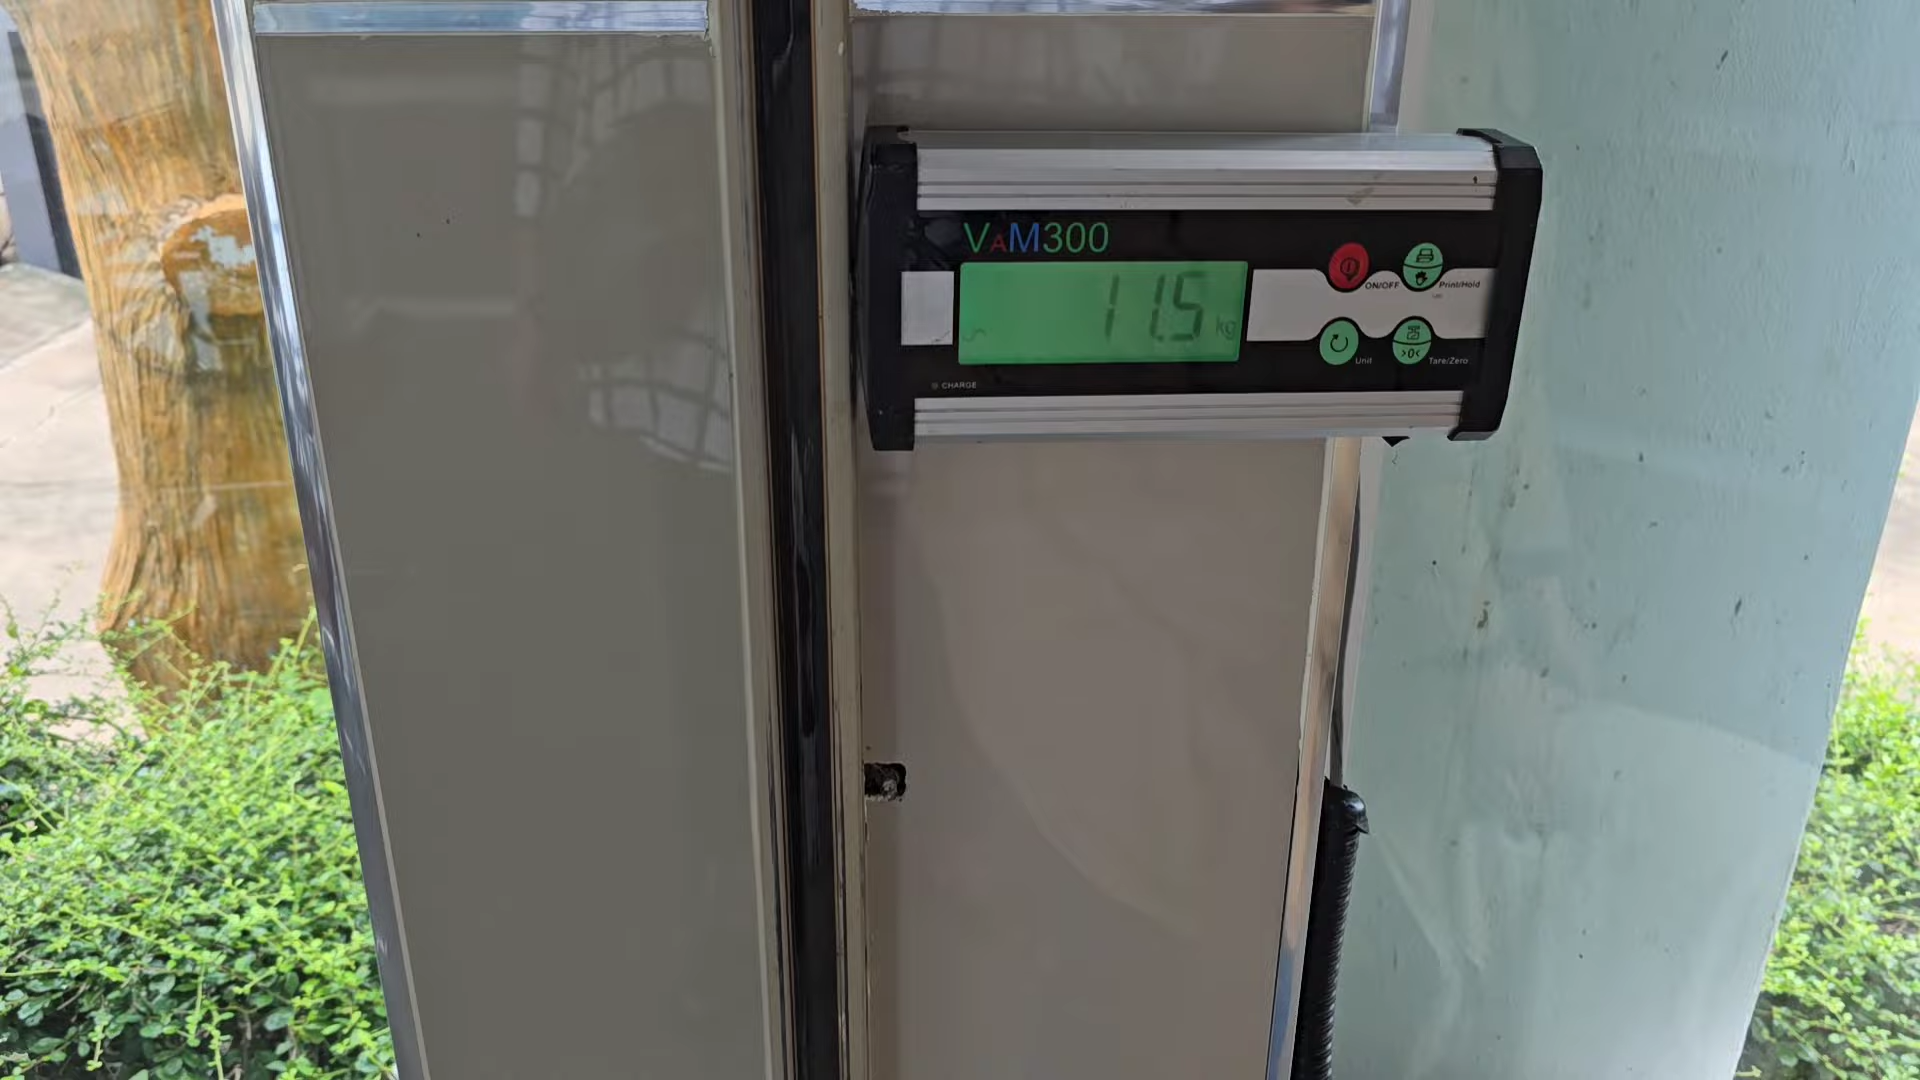 VAM300
11.5 kg
ON/OFF
Print/Hold
Unit
>0<
Tare/Zero
CHARGE